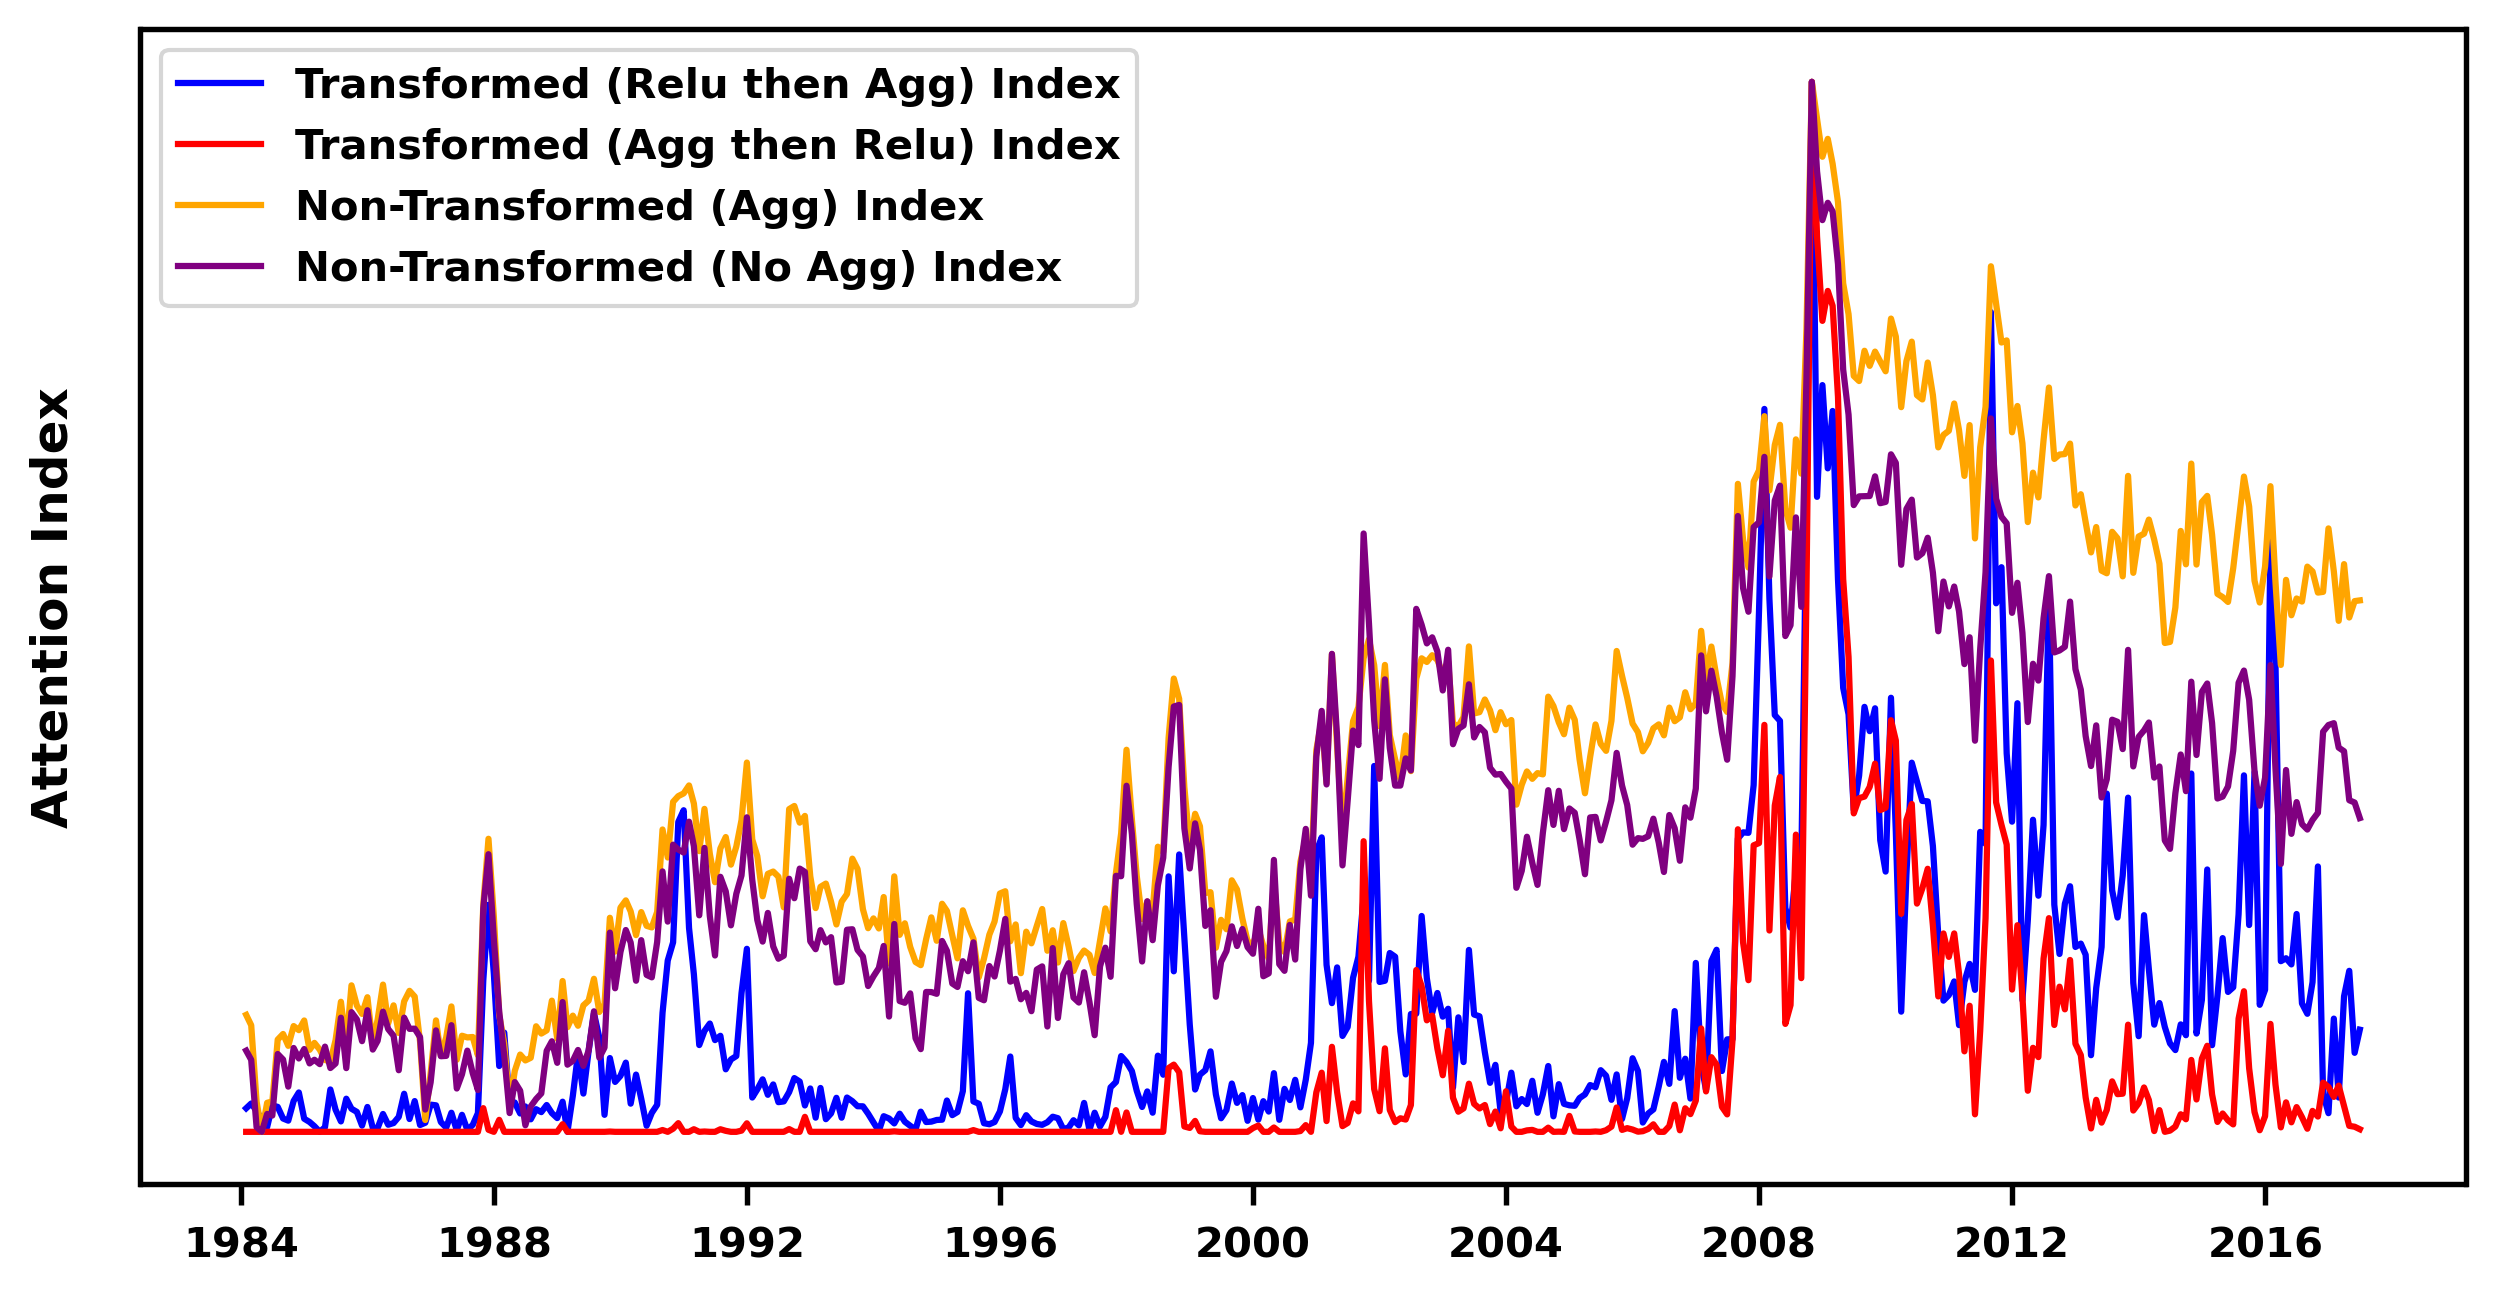 Transformed (Relu then Agg) Index
Transformed (Agg then Relu) Index
Non-Transformed (Agg) Index
Non-Transformed (No Agg) Index
Attention Index
1984 1988 1992 1996 2000 2004 2008 2012 2016